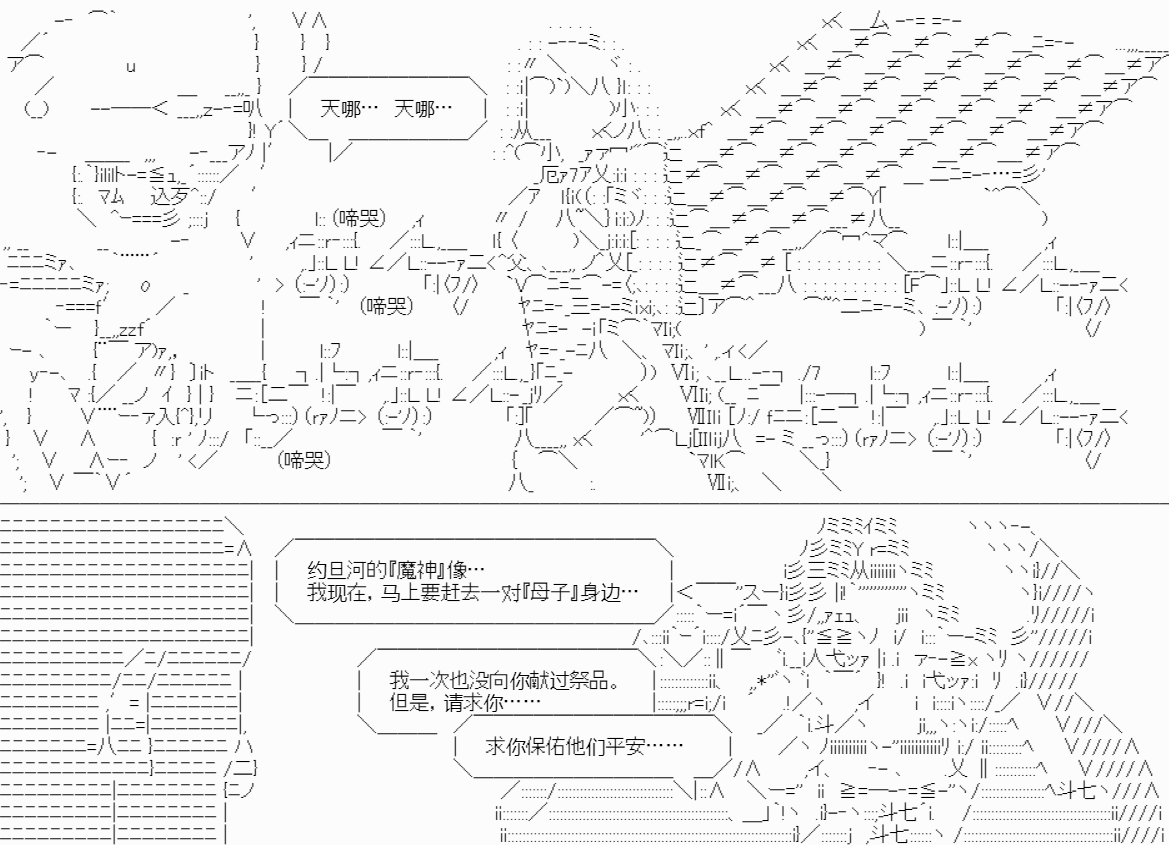 天哪… 天哪…
（啼哭）
（啼哭）
（啼哭）
约旦河的『魔神』像…
我现在，马上要赶去一对『母子』身边…
我一次也没向你献过祭品。
但是，请求你……
求你保佑他们平安……